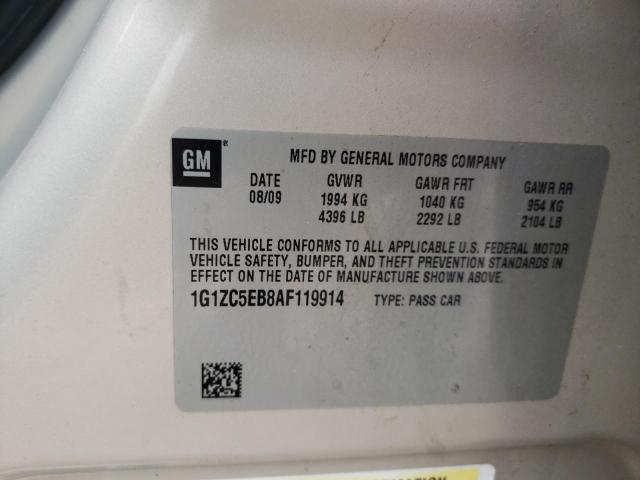 GM ®
MFD BY GENERAL MOTORS COMPANY
DATE GVWR GAWR FRT GAWR RR
08/09 1994 KG 1040 KG 954 KG
4396 LB 2292 LB 2104 LB
THIS VEHICLE CONFORMS TO ALL APPLICABLE U.S. FEDERAL MOTOR
VEHICLE SAFETY, BUMPER, AND THEFT PREVENTION STANDARDS IN
EFFECT ON THE DATE OF MANUFACTURE SHOWN ABOVE.
1G1ZC5EB8AF119914 TYPE: PASS CAR